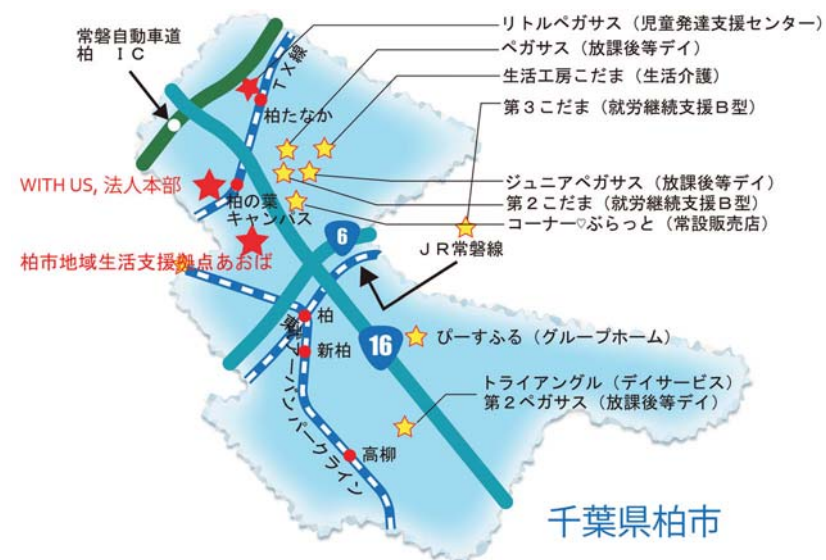 常磐自動車道
柏　ＩＣ
ＴＸ線
リトルペガサス（児童発達支援センター）
ペガサス（放課後等デイ）
生活工房こだま（生活介護）
第３こだま（就労継続支援Ｂ型）
柏たなか
WITH US, 法人本部
柏の葉
キャンパス
ジュニアペガサス（放課後等デイ）
第２こだま（就労継続支援Ｂ型）
コーナー♡ぶらっと（常設販売店）
6
ＪＲ常磐線
柏市地域生活支援拠点あおば
柏
新柏
16
ぴーすふる（グループホーム）
トライアングル（デイサービス）
第２ペガサス（放課後等デイ）
アーバンパークライン
高柳
千葉県柏市